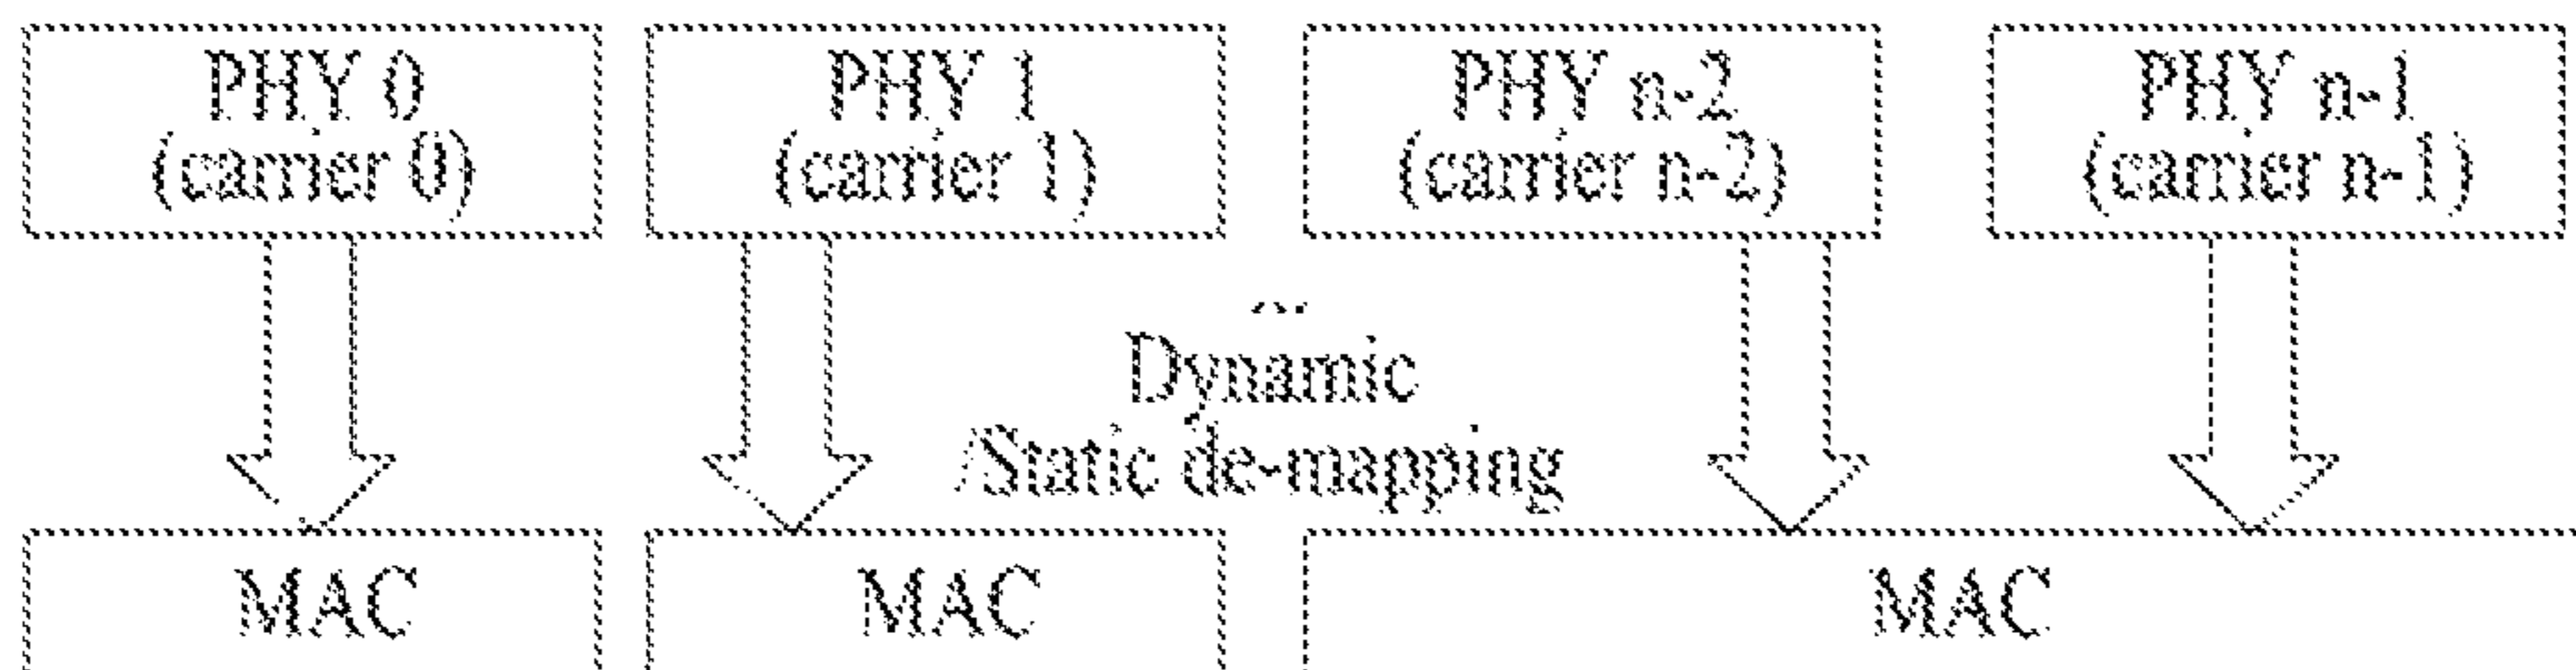 PHY 0
(carrier 0)
PHY 1
(carrier 1)
PHY n-2
(carrier n-2)
PHY n-1
(carrier n-1)
...
Dynamic
/Static de-mapping
MAC
MAC
MAC